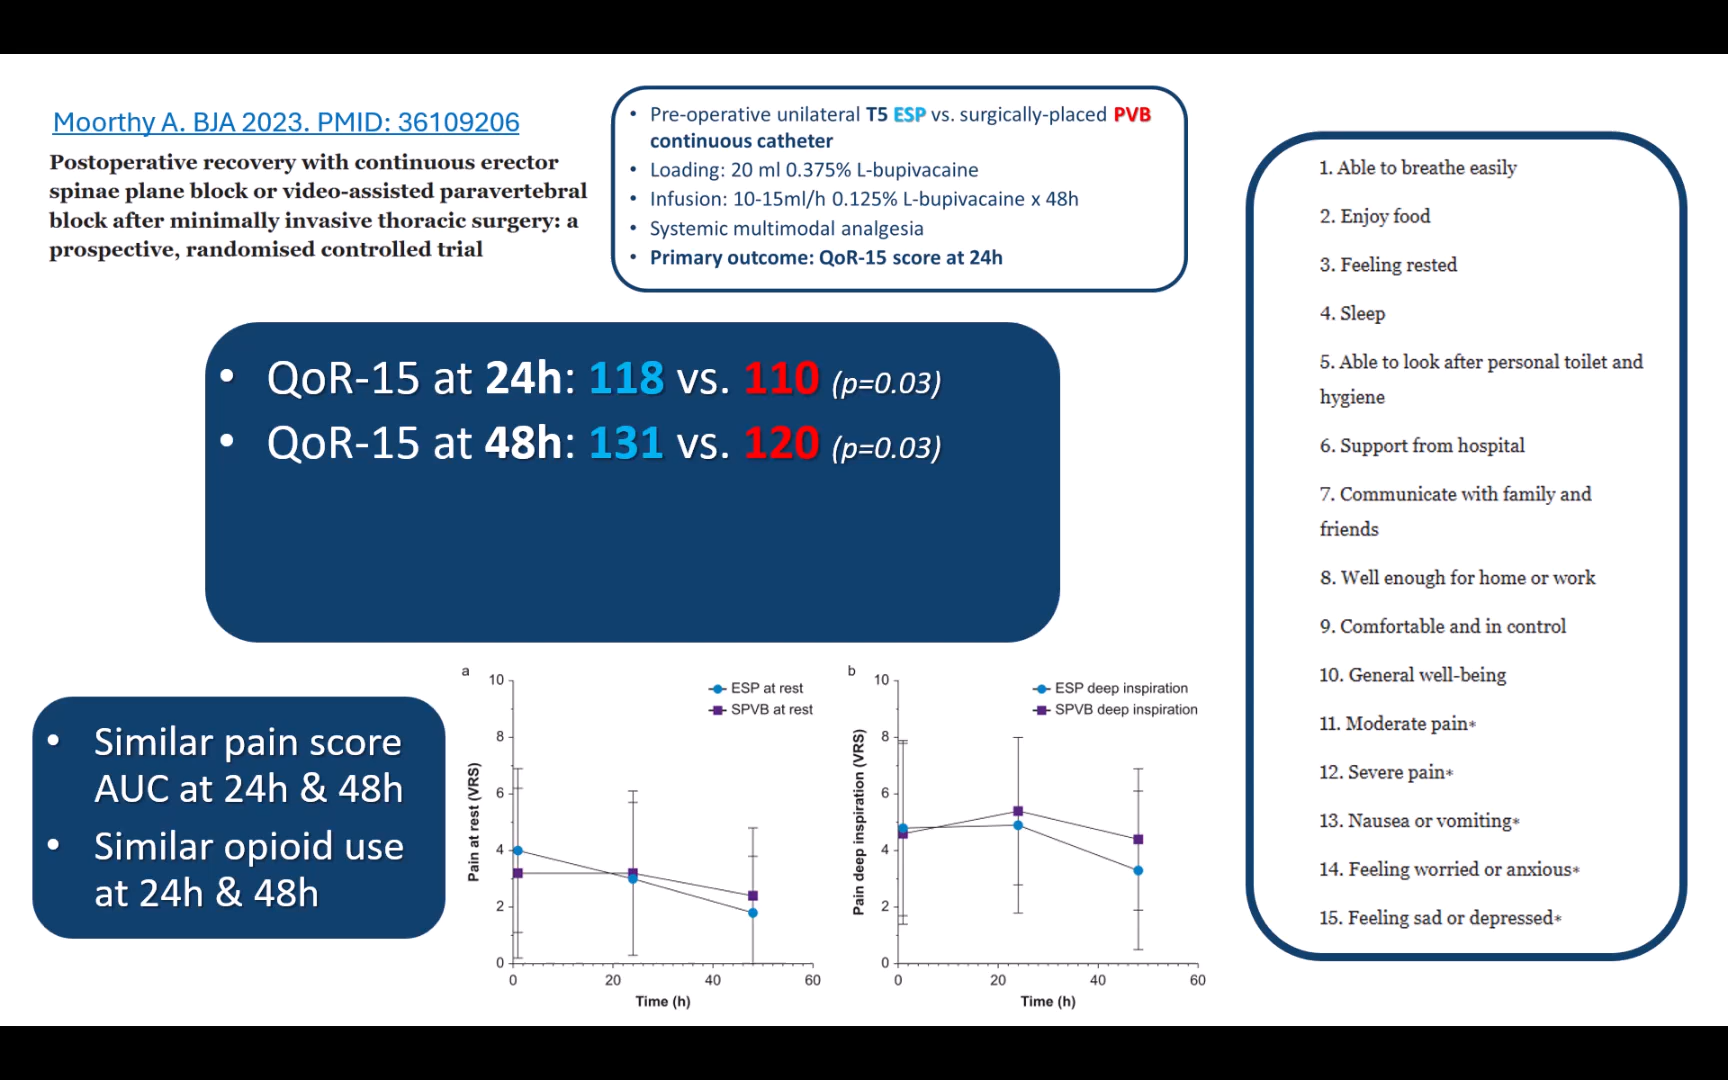 Moorthy A. BJA 2023. PMID: 36109206
Postoperative recovery with continuous erector
spinae plane block or video-assisted paravertebral
block after minimally invasive thoracic surgery: a
prospective, randomised controlled trial
• Pre-operative unilateral T5 ESP vs. surgically-placed PVB
continuous catheter
• Loading: 20 ml 0.375% L-bupivacaine
• Infusion: 10-15ml/h 0.125% L-bupivacaine x 48h
• Systemic multimodal analgesia
• Primary outcome: QoR-15 score at 24h
• QoR-15 at 24h: 118 vs. 110 (p=0.03)
• QoR-15 at 48h: 131 vs. 120 (p=0.03)
• Similar pain score
AUC at 24h & 48h
• Similar opioid use
at 24h & 48h
a
ESP at rest
SPVB at rest
Pain at rest (VRS)
10
8
6
4
2
0
0 20 40 60
Time (h)
b
ESP deep inspiration
SPVB deep inspiration
Pain deep inspiration (VRS)
10
8
6
4
2
0
0 20 40 60
Time (h)
1. Able to breathe easily
2. Enjoy food
3. Feeling rested
4. Sleep
5. Able to look after personal toilet and
hygiene
6. Support from hospital
7. Communicate with family and
friends
8. Well enough for home or work
9. Comfortable and in control
10. General well-being
11. Moderate pain*
12. Severe pain*
13. Nausea or vomiting*
14. Feeling worried or anxious*
15. Feeling sad or depressed*